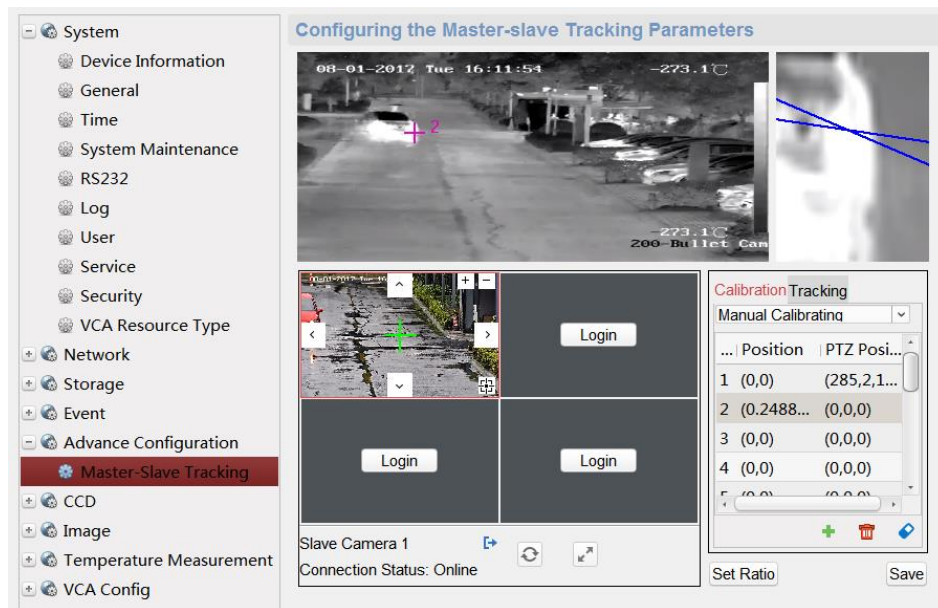 System
Device Information
General
Time
System Maintenance
RS232
Log
User
Service
Security
VCA Resource Type
Network
Storage
Event
Advance Configuration
Master-Slave Tracking
CCD
Image
Temperature Measurement
VCA Config
Configuring the Master-slave Tracking Parameters
08-01-2017 Tue 16:11:54 -273.1℃
2
-273.1℃
200-Bullet Cam
+ -
Login
Login
Login
Slave Camera 1
Connection Status: Online
Calibration Tracking
Manual Calibrating
... Position PTZ Posi...
1 (0,0) (285,2,1...
2 (0.2488... (0,0,0)
3 (0,0) (0,0,0)
4 (0,0) (0,0,0)
Set Ratio Save